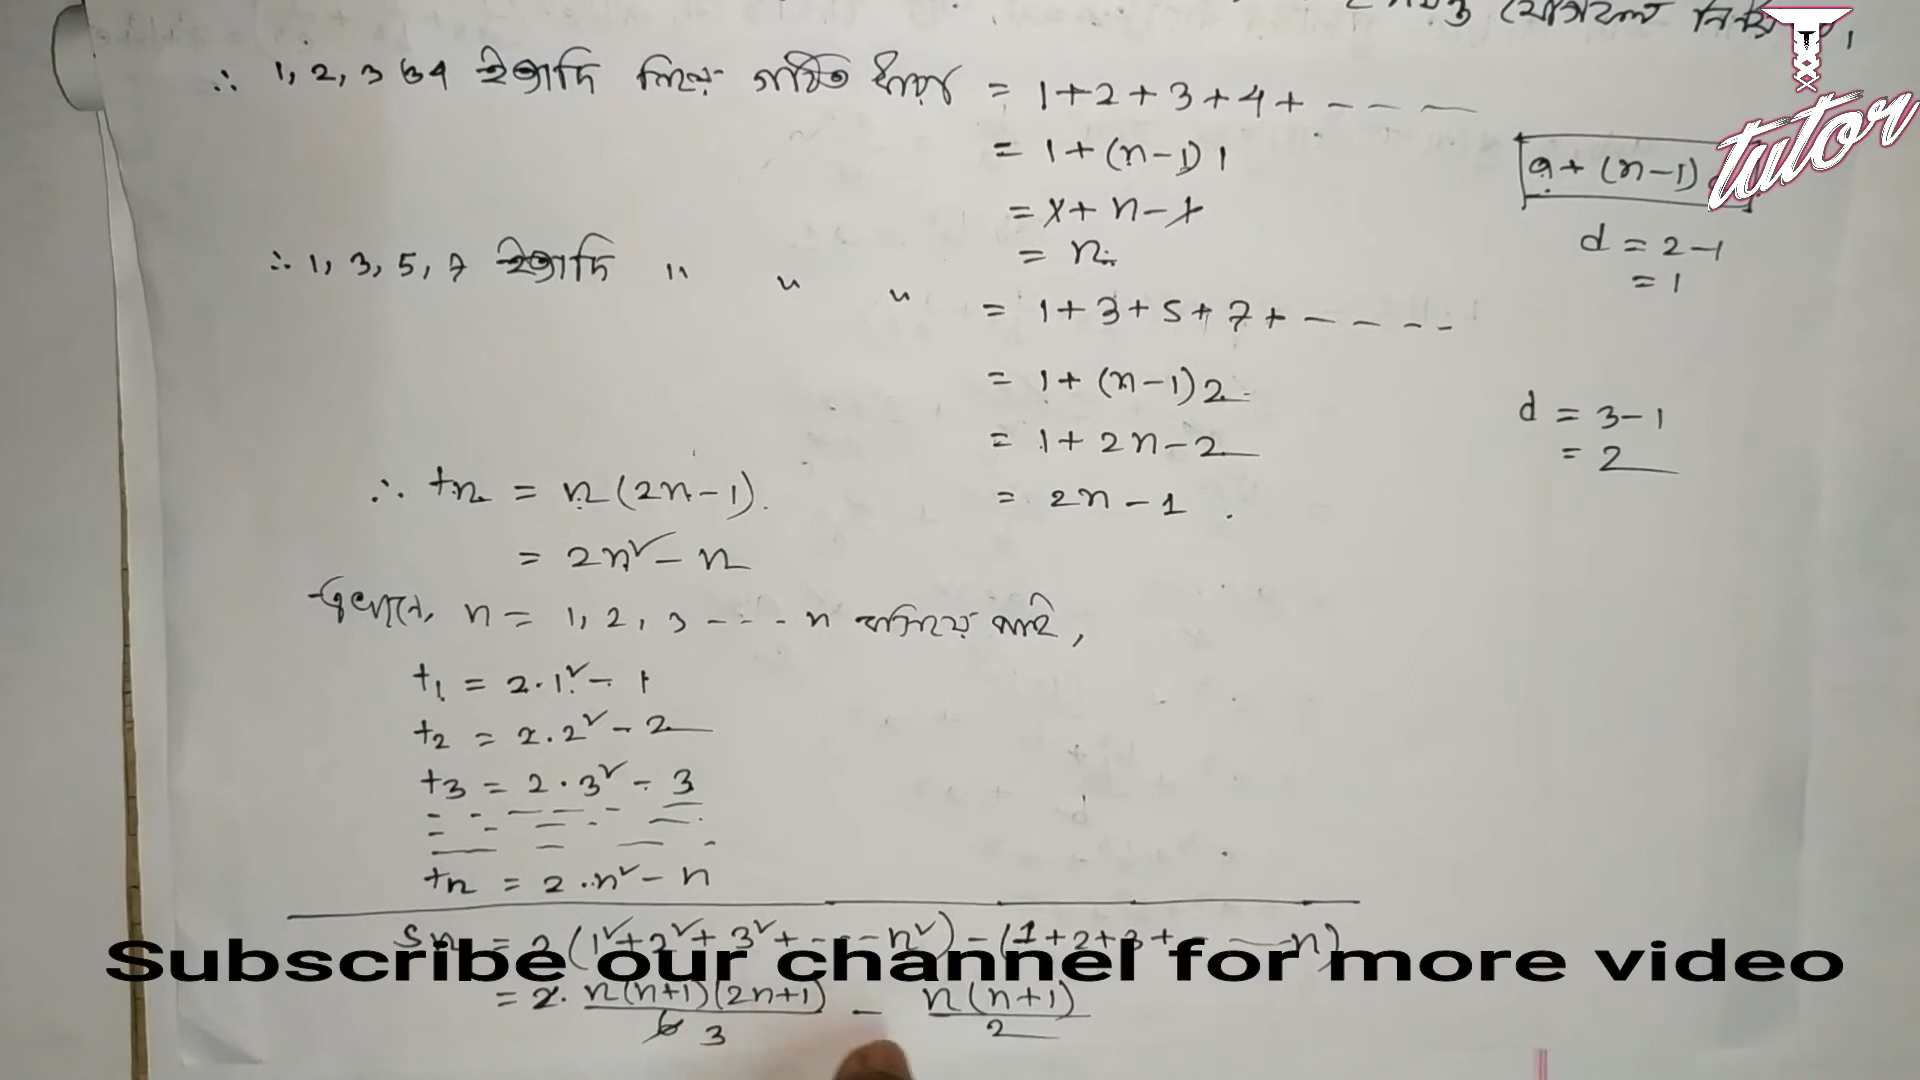 যোগফল নির্ণয়
∴ 1, 2, 3 ও 4 ইত্যাদি নিয়ে গঠিত ধারা = 1+2+3+4+ - - -
= 1+(n-1) 1
= 1+n-1
= n
a+(n-1)
d = 2-1
= 1
∴ 1, 3, 5, 7 ইত্যাদি " " " = 1+3+5+7+ - - - -
= 1+(n-1)2
= 1+2n-2
= 2n-1
d = 3-1
= 2
∴ tn = n(2n-1)
= 2n²-n
n = 1, 2, 3 - - - n বসিয়ে পাই,
t1 = 2.1² - 1
t2 = 2.2² - 2
t3 = 2.3² - 3
tn = 2.n² - n
Sn = 2(1²+2²+3²+ - - - n²) - (1+2+3+ - - - n)
= 2. n(n+1)(2n+1)/6 3 - n(n+1)/2
T
tutor
Subscribe our channel for more video